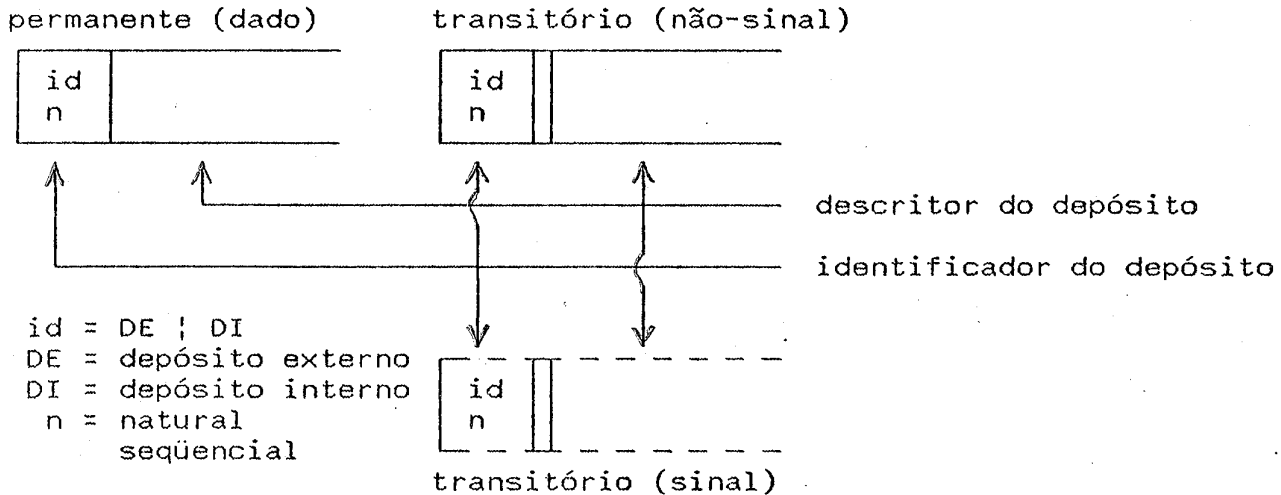 permanente (dado)
transitório (não-sinal)
id
n
id
n
descritor do depósito
identificador do depósito
id = DE ¦ DI
DE = depósito externo
DI = depósito interno
n = natural
seqüencial
id
n
transitório (sinal)